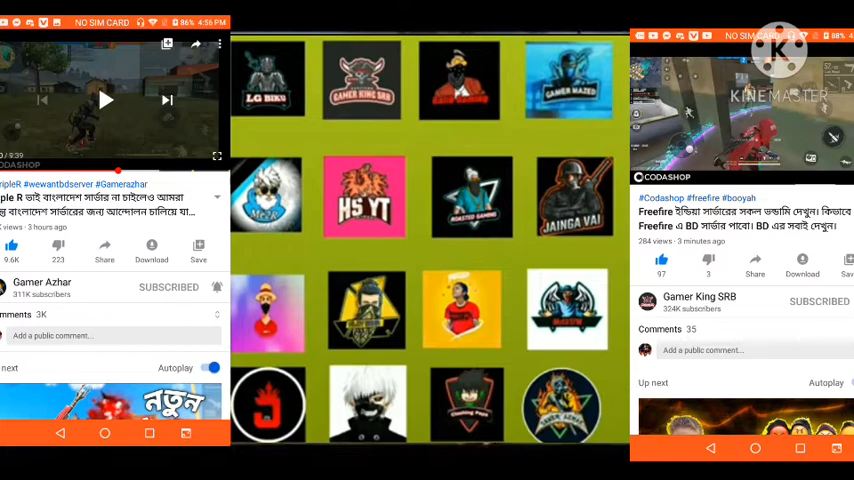 NO SIM CARD 86% 4:56 PM
0/9:39
CODASHOP
ripleR #wewantbdserver #Gamerazhar
ple R ভাই বাংলাদেশ সার্ভার না চাইলেও আমরা
ন্তু বাংলাদেশ সার্ভারের জন্য আন্দোলন চালিয়ে যা...
views · 3 hours ago
9.6K 223 Share Download Save
Gamer Azhar
311K subscribers
SUBSCRIBED
omments 3K
Add a public comment...
next Autoplay
নতুন
LG BIKU
GAMER KING SRB
GAMER MAZED
HS YT
ROASTED GAMING
JAINGA VAI
NO SIM CARD 88%
K
KINEMASTER
CODASHOP
#Codashop #freefire #booyah
Freefire ইন্ডিয়া সার্ভারের সকল ভন্ডামি দেখুন। কিভাবে
Freefire এ BD সার্ভার পাবো। BD এর সবাই দেখুন।
284 views · 3 minutes ago
97 3 Share Download Sav
Gamer King SRB
324K subscribers
SUBSCRIBED
Comments 35
Add a public comment...
Up next Autoplay